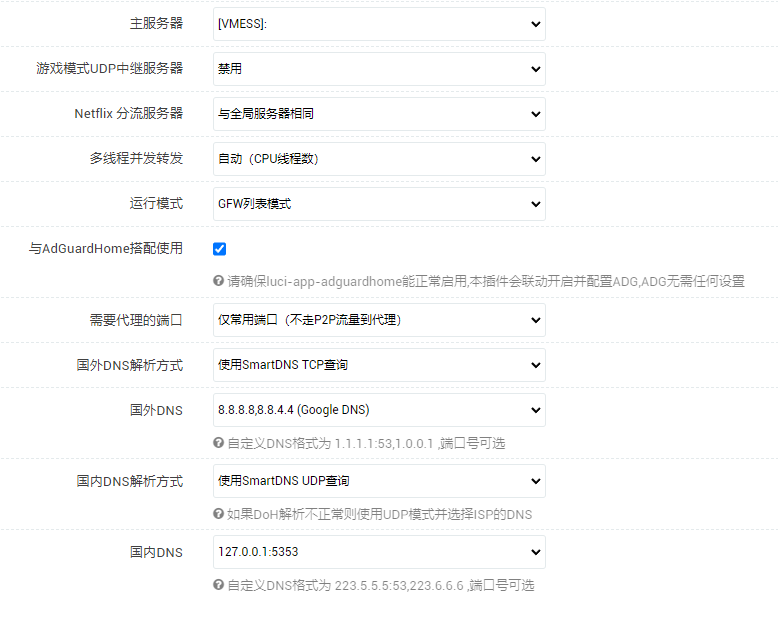 主服务器 [VMESS]:
游戏模式UDP中继服务器 禁用
Netflix 分流服务器 与全局服务器相同
多线程并发转发 自动（CPU线程数）
运行模式 GFW列表模式
与AdGuardHome搭配使用
请确保luci-app-adguardhome能正常启用,本插件会联动开启并配置ADG,ADG无需任何设置
需要代理的端口 仅常用端口（不走P2P流量到代理）
国外DNS解析方式 使用SmartDNS TCP查询
国外DNS 8.8.8.8,8.8.4.4 (Google DNS)
自定义DNS格式为 1.1.1.1:53,1.0.0.1 ,端口号可选
国内DNS解析方式 使用SmartDNS UDP查询
如果DoH解析不正常则使用UDP模式并选择ISP的DNS
国内DNS 127.0.0.1:5353
自定义DNS格式为 223.5.5.5:53,223.6.6.6 ,端口号可选